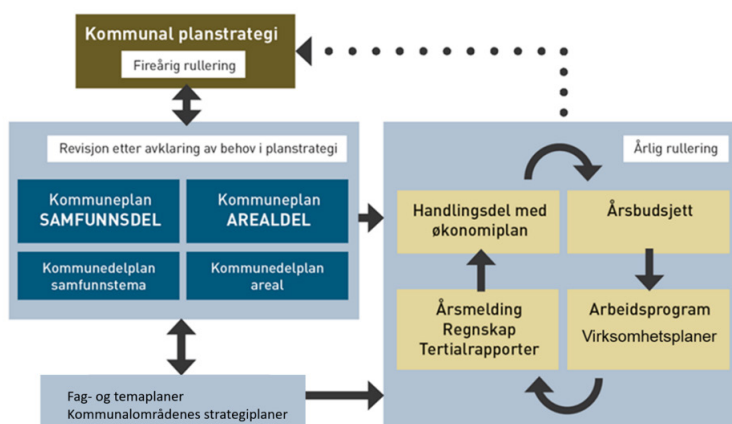 Kommunal planstrategi
Fireårig rullering
Revisjon etter avklaring av behov i planstrategi
Kommuneplan
SAMFUNNSDEL
Kommuneplan
AREALDEL
Kommunedelplan
samfunnstema
Kommunedelplan
areal
Fag- og temaplaner
Kommunalområdenes strategiplaner
Årlig rullering
Handlingsdel med
økonomiplan
Årsbudsjett
Årsmelding
Regnskap
Tertialrapporter
Arbeidsprogram
Virksomhetsplaner